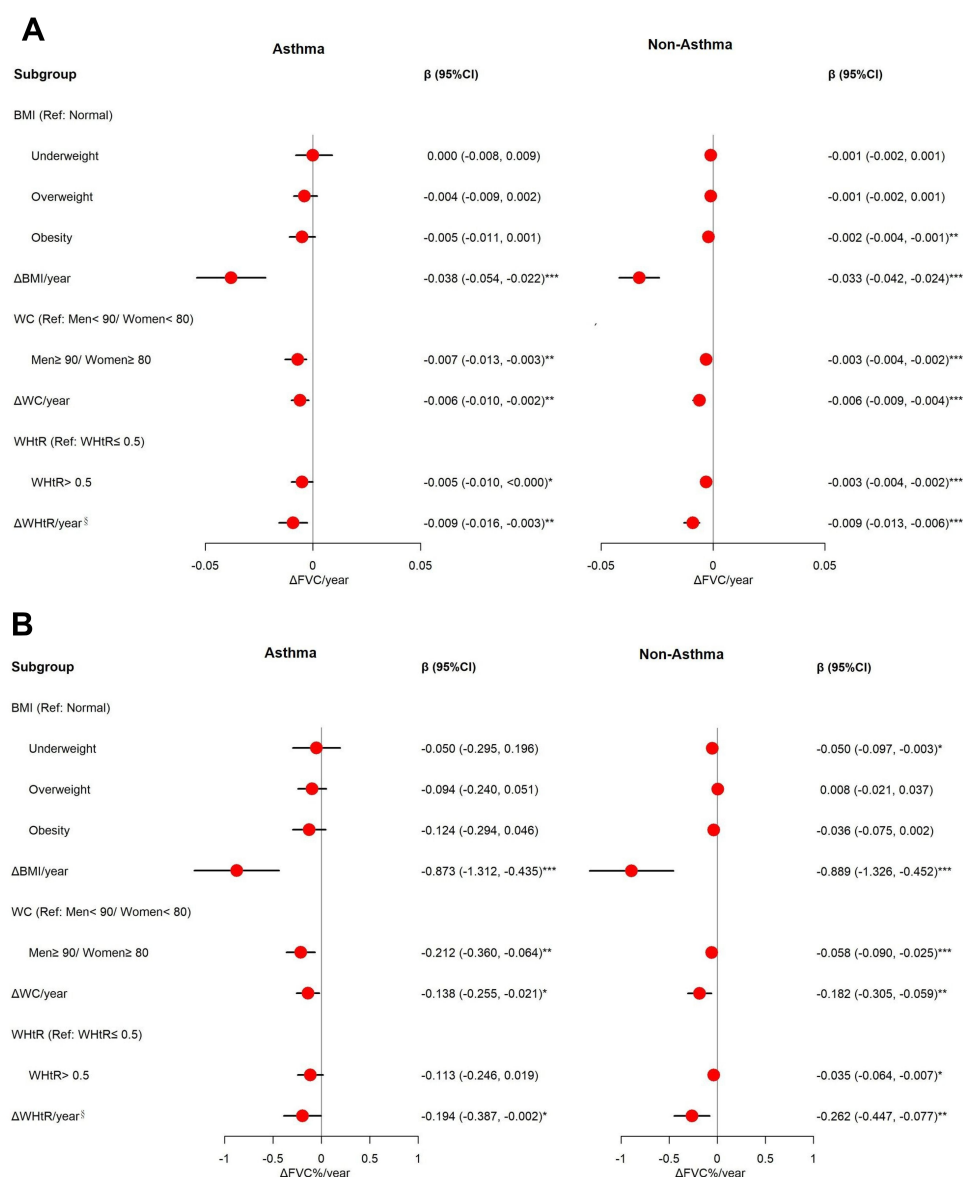 A
Asthma Non-Asthma
Subgroup β (95%CI) β (95%CI)
BMI (Ref: Normal)
Underweight 0.000 (-0.008, 0.009) -0.001 (-0.002, 0.001)
Overweight -0.004 (-0.009, 0.002) -0.001 (-0.002, 0.001)
Obesity -0.005 (-0.011, 0.001) -0.002 (-0.004, -0.001)**
ΔBMI/year -0.038 (-0.054, -0.022)*** -0.033 (-0.042, -0.024)***
WC (Ref: Men< 90/ Women< 80)
Men≥ 90/ Women≥ 80 -0.007 (-0.013, -0.003)** -0.003 (-0.004, -0.002)***
ΔWC/year -0.006 (-0.010, -0.002)** -0.006 (-0.009, -0.004)***
WHtR (Ref: WHtR≤ 0.5)
WHtR> 0.5 -0.005 (-0.010, <0.000)* -0.003 (-0.004, -0.002)***
ΔWHtR/year§ -0.009 (-0.016, -0.003)** -0.009 (-0.013, -0.006)***
-0.05 0 0.05 -0.05 0 0.05
ΔFVC/year ΔFVC/year
B
Asthma Non-Asthma
Subgroup β (95%CI) β (95%CI)
BMI (Ref: Normal)
Underweight -0.050 (-0.295, 0.196) -0.050 (-0.097, -0.003)*
Overweight -0.094 (-0.240, 0.051) 0.008 (-0.021, 0.037)
Obesity -0.124 (-0.294, 0.046) -0.036 (-0.075, 0.002)
ΔBMI/year -0.873 (-1.312, -0.435)*** -0.889 (-1.326, -0.452)***
WC (Ref: Men< 90/ Women< 80)
Men≥ 90/ Women≥ 80 -0.212 (-0.360, -0.064)** -0.058 (-0.090, -0.025)***
ΔWC/year -0.138 (-0.255, -0.021)* -0.182 (-0.305, -0.059)**
WHtR (Ref: WHtR≤ 0.5)
WHtR> 0.5 -0.113 (-0.246, 0.019) -0.035 (-0.064, -0.007)*
ΔWHtR/year§ -0.194 (-0.387, -0.002)* -0.262 (-0.447, -0.077)**
-1 -0.5 0 0.5 1 -1 -0.5 0 0.5 1
ΔFVC%/year ΔFVC%/year